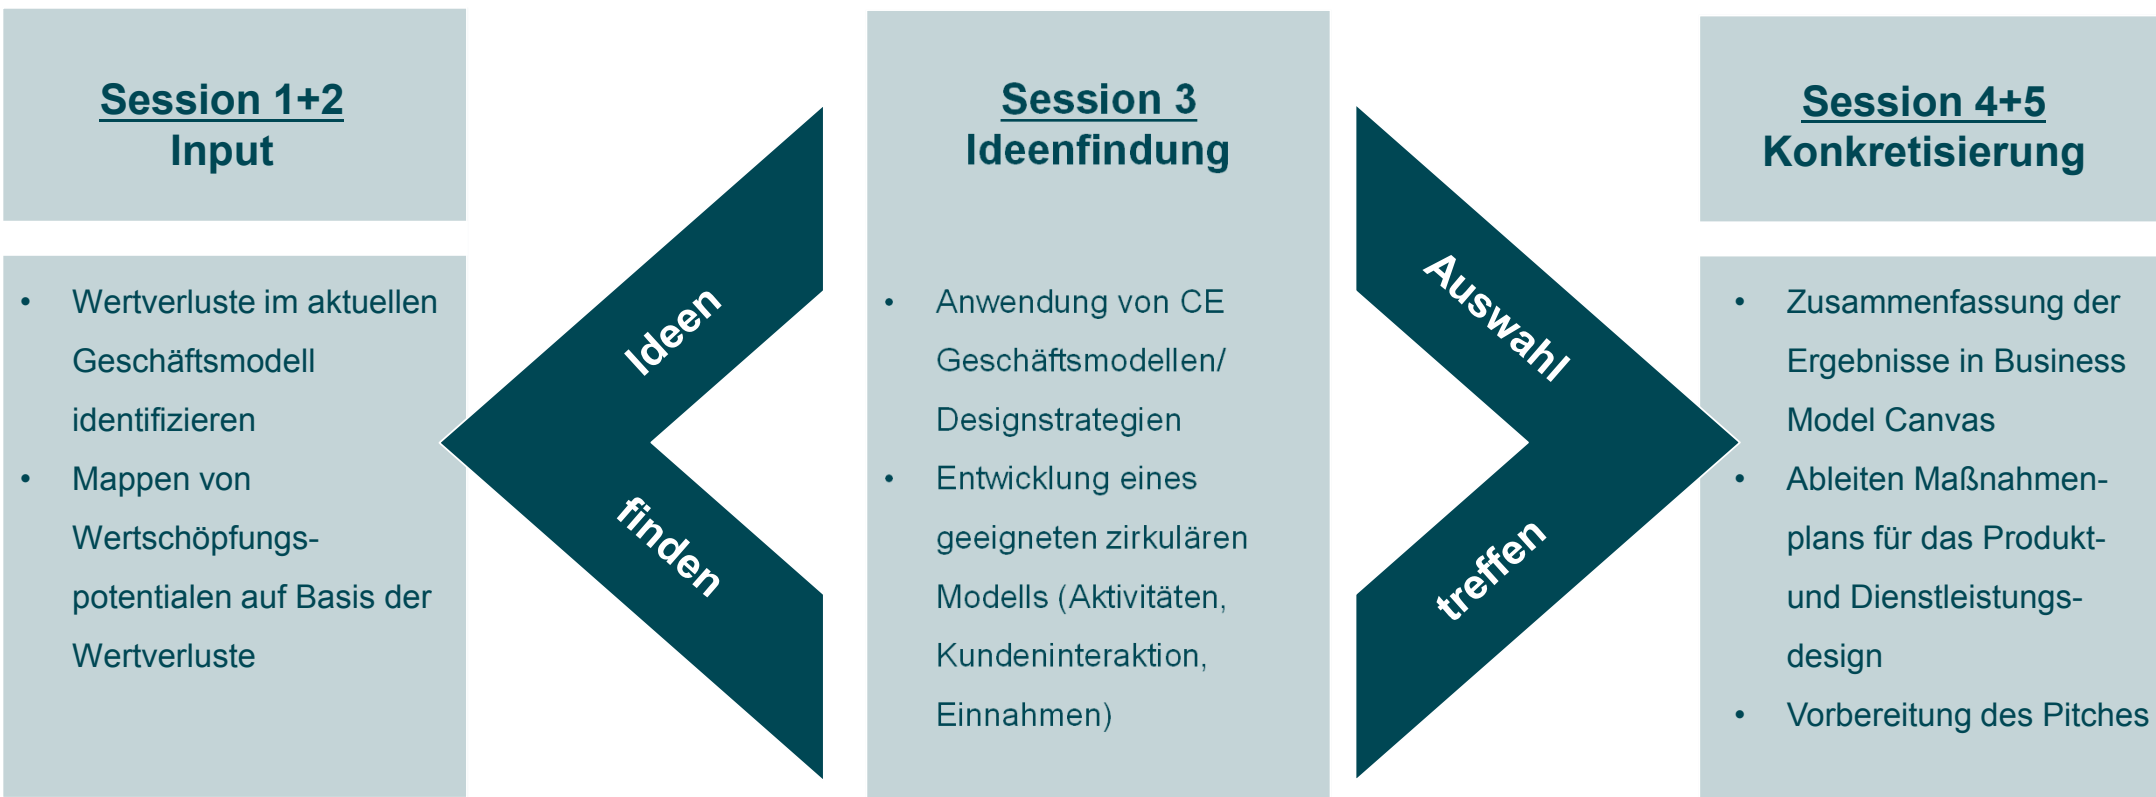 Session 1+2
Input
• Wertverluste im aktuellen
Geschäftsmodell
identifizieren
• Mappen von
Wertschöpfungs-
potentialen auf Basis der
Wertverluste
Ideen
finden
Session 3
Ideenfindung
• Anwendung von CE
Geschäftsmodellen/
Designstrategien
• Entwicklung eines
geeigneten zirkulären
Modells (Aktivitäten,
Kundeninteraktion,
Einnahmen)
Auswahl
treffen
Session 4+5
Konkretisierung
• Zusammenfassung der
Ergebnisse in Business
Model Canvas
• Ableiten Maßnahmen-
plans für das Produkt-
und Dienstleistungs-
design
• Vorbereitung des Pitches